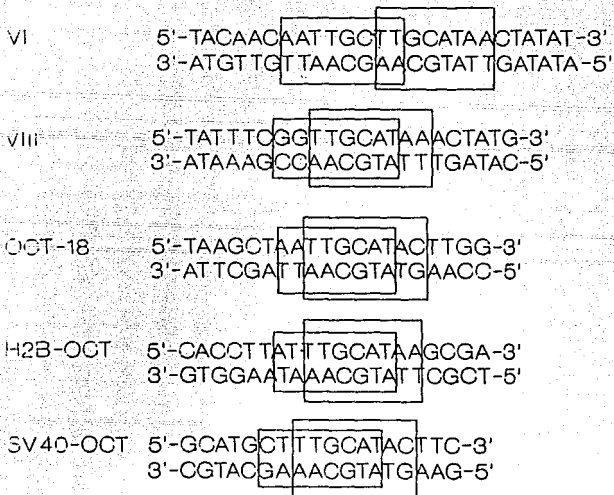 VI 5'-TACAACAATTGCTTGCATAACTATAT-3'
3'-ATGTTGTTAACGAACGTATTGATATA-5'
VIII 5'-TATTTCGGTTGCATAAACTATG-3'
3'-ATAAAGCCAACGTATTTGATAC-5'
OCT-18 5'-TAAGCTAATTGCATACTTGG-3'
3'-ATTCGATTAACGTATGAACC-5'
H2B-OCT 5'-CACCTTATTTGCATAAGCGA-3'
3'-GTGGAATAAACGTATTCGCT-5'
SV40-OCT 5'-GCATGCTTTGCATACTTC-3'
3'-CGTACGAAACGTATGAAG-5'